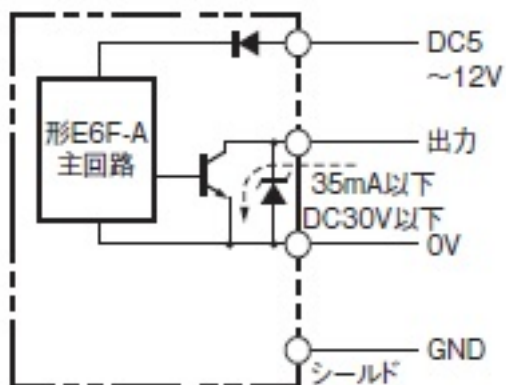 DC5
～12V
形E6F-A
主回路
出力
35mA以下
DC30V以下
0V
GND
シールド